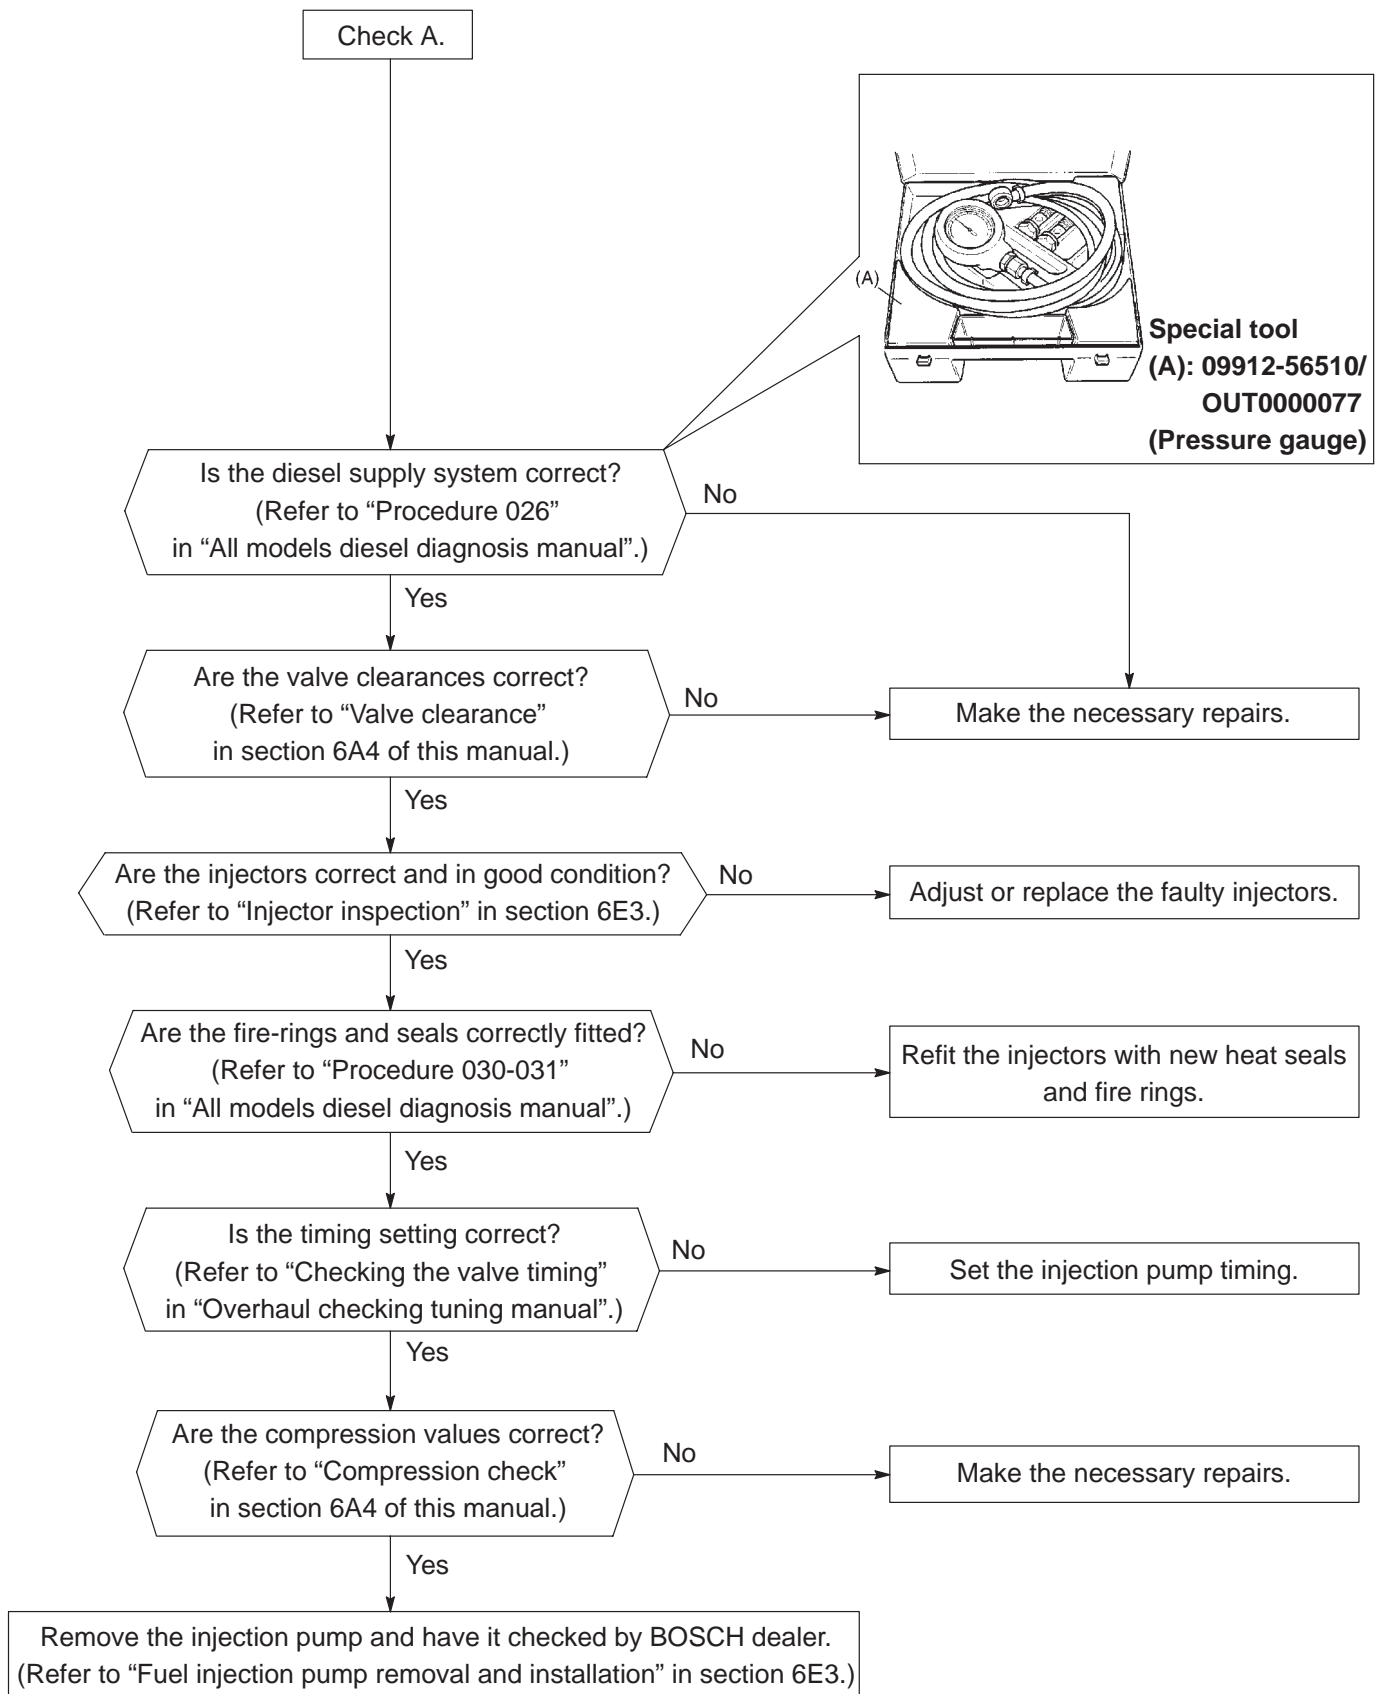 Check A.
(A)
Special tool
(A): 09912-56510/
OUT0000077
(Pressure gauge)
Is the diesel supply system correct?
(Refer to “Procedure 026”
in “All models diesel diagnosis manual”.)
No
Yes
Are the valve clearances correct?
(Refer to “Valve clearance”
in section 6A4 of this manual.)
No
Make the necessary repairs.
Yes
Are the injectors correct and in good condition?
(Refer to “Injector inspection” in section 6E3.)
No
Adjust or replace the faulty injectors.
Yes
Are the fire-rings and seals correctly fitted?
(Refer to “Procedure 030-031”
in “All models diesel diagnosis manual”.)
No
Refit the injectors with new heat seals
and fire rings.
Yes
Is the timing setting correct?
(Refer to “Checking the valve timing”
in “Overhaul checking tuning manual”.)
No
Set the injection pump timing.
Yes
Are the compression values correct?
(Refer to “Compression check”
in section 6A4 of this manual.)
No
Make the necessary repairs.
Yes
Remove the injection pump and have it checked by BOSCH dealer.
(Refer to “Fuel injection pump removal and installation” in section 6E3.)